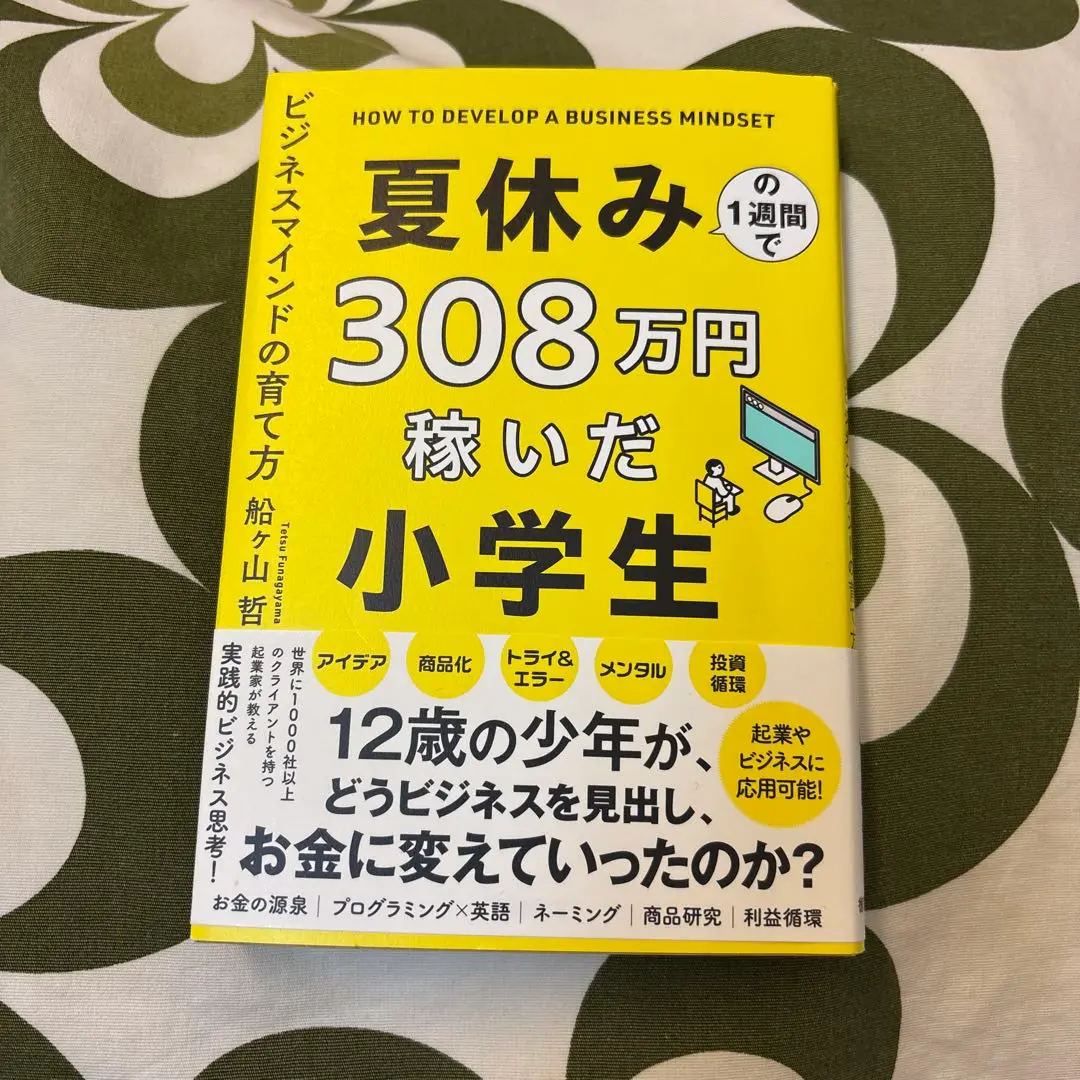 HOW TO DEVELOP A BUSINESS MINDSET
夏休み
の
1週間
で
308万円
稼いだ
小学生
ビジネスマインドの育て方
船ヶ山 哲
Tetsu Funagayama
アイデア
商品化
トライ&
エラー
メンタル
投資
循環
世界に1000社以上
のクライアントを持つ
起業家が教える
実践的ビジネス思考!
12歳の少年が、
どうビジネスを見出し、
お金に変えていったのか?
起業や
ビジネスに
応用可能!
お金の源泉|プログラミング×英語|ネーミング|商品研究|利益循環